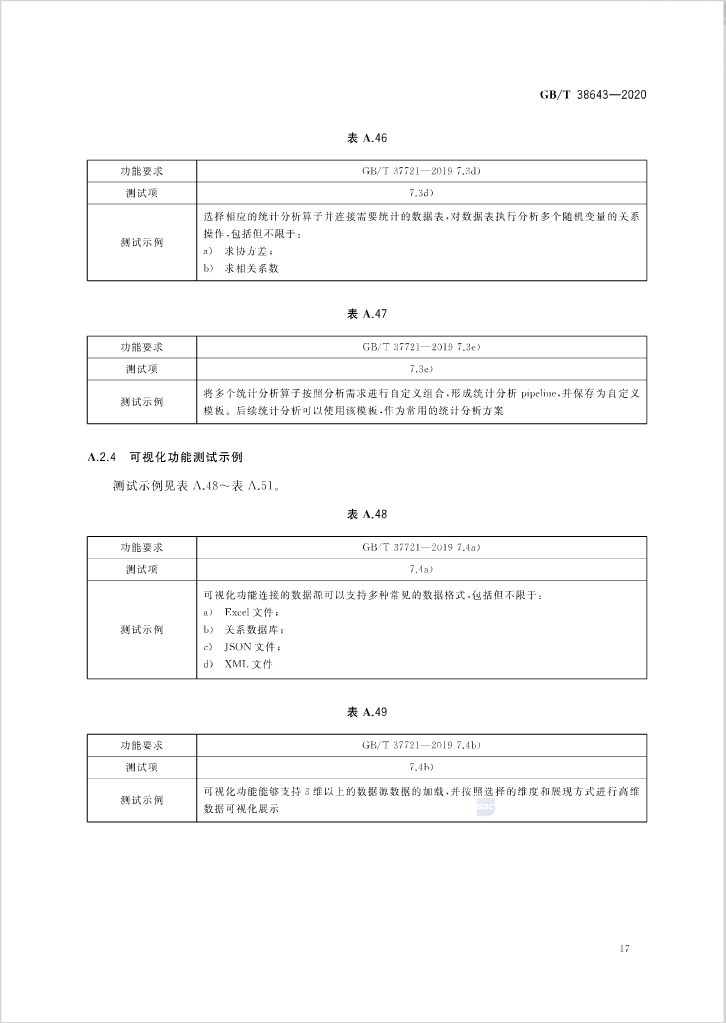 GB/T 38643—2020
表 A.46
功能要求 GB/T 37721—2019 7.3d)
测试项 7.3d)
测试示例
选择相应的统计分析算子并连接需要统计的数据表,对数据表执行分析多个随机变量的关系
操作,包括但不限于:
a) 求协方差;
b) 求相关系数
表 A.47
功能要求 GB/T 37721—2019 7.3e)
测试项 7.3e)
测试示例
将多个统计分析算子按照分析需求进行自定义组合,形成统计分析 pipeline,并保存为自定义
模板。后续统计分析可以使用该模板,作为常用的统计分析方案
A.2.4 可视化功能测试示例
测试示例见表 A.48～表 A.51。
表 A.48
功能要求 GB/T 37721—2019 7.4a)
测试项 7.4a)
测试示例
可视化功能连接的数据源可以支持多种常见的数据格式,包括但不限于:
a) Excel 文件;
b) 关系数据库;
c) JSON 文件;
d) XML 文件
表 A.49
功能要求 GB/T 37721—2019 7.4b)
测试项 7.4b)
测试示例
可视化功能能够支持 3 维以上的数据源数据的加载,并按照选择的维度和展现方式进行高维
数据可视化展示
sac
17